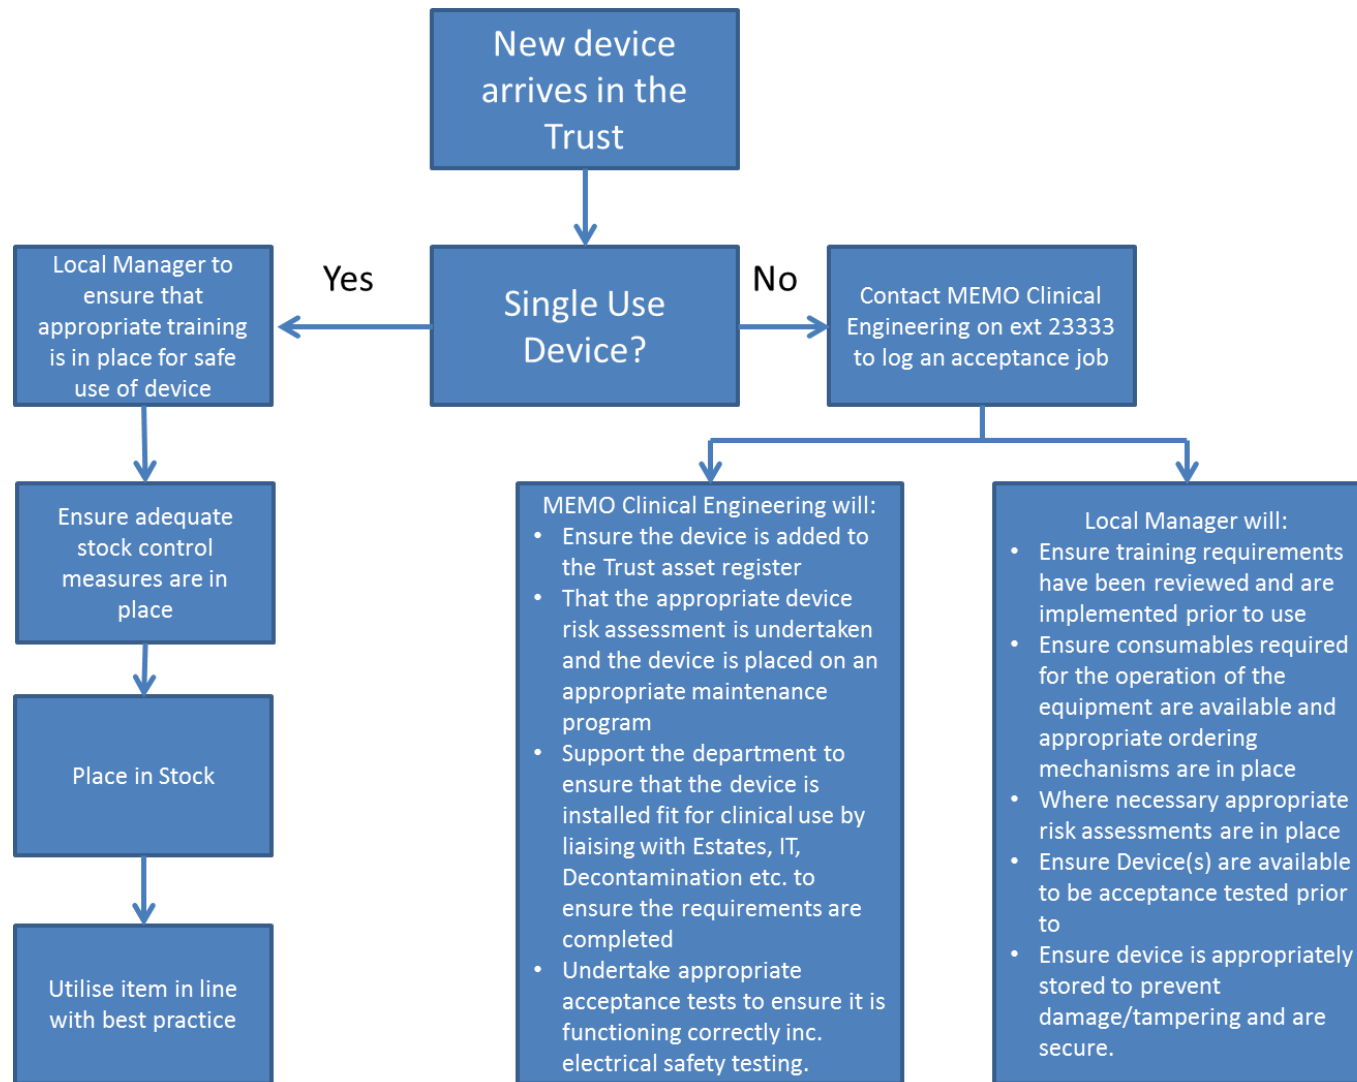 New device
arrives in the
Trust
Local Manager to
ensure that
appropriate training
is in place for safe
use of device
Yes
Single Use
Device?
No
Contact MEMO Clinical
Engineering on ext 23333
to log an acceptance job
Ensure adequate
stock control
measures are in
place
Place in Stock
Utilise item in line
with best practice
MEMO Clinical Engineering will:
• Ensure the device is added to
the Trust asset register
• That the appropriate device
risk assessment is undertaken
and the device is placed on an
appropriate maintenance
program
• Support the department to
ensure that the device is
installed fit for clinical use by
liaising with Estates, IT,
Decontamination etc. to
ensure the requirements are
completed
• Undertake appropriate
acceptance tests to ensure it is
functioning correctly inc.
electrical safety testing.
Local Manager will:
• Ensure training requirements
have been reviewed and are
implemented prior to use
• Ensure consumables required
for the operation of the
equipment are available and
appropriate ordering
mechanisms are in place
• Where necessary appropriate
risk assessments are in place
• Ensure Device(s) are available
to be acceptance tested prior
to
• Ensure device is appropriately
stored to prevent
damage/tampering and are
secure.